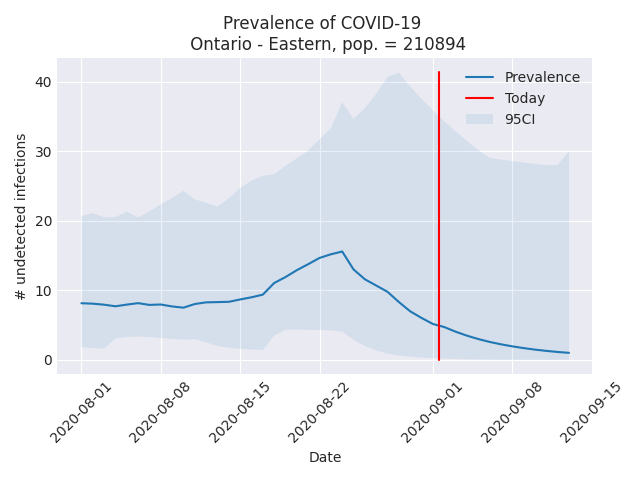 Prevalence of COVID-19
Ontario - Eastern, pop. = 210894
# undetected infections
40
30
20
10
0
Prevalence
Today
95CI
2020-08-01
2020-08-08
2020-08-15
2020-08-22
2020-09-01
2020-09-08
2020-09-15
Date